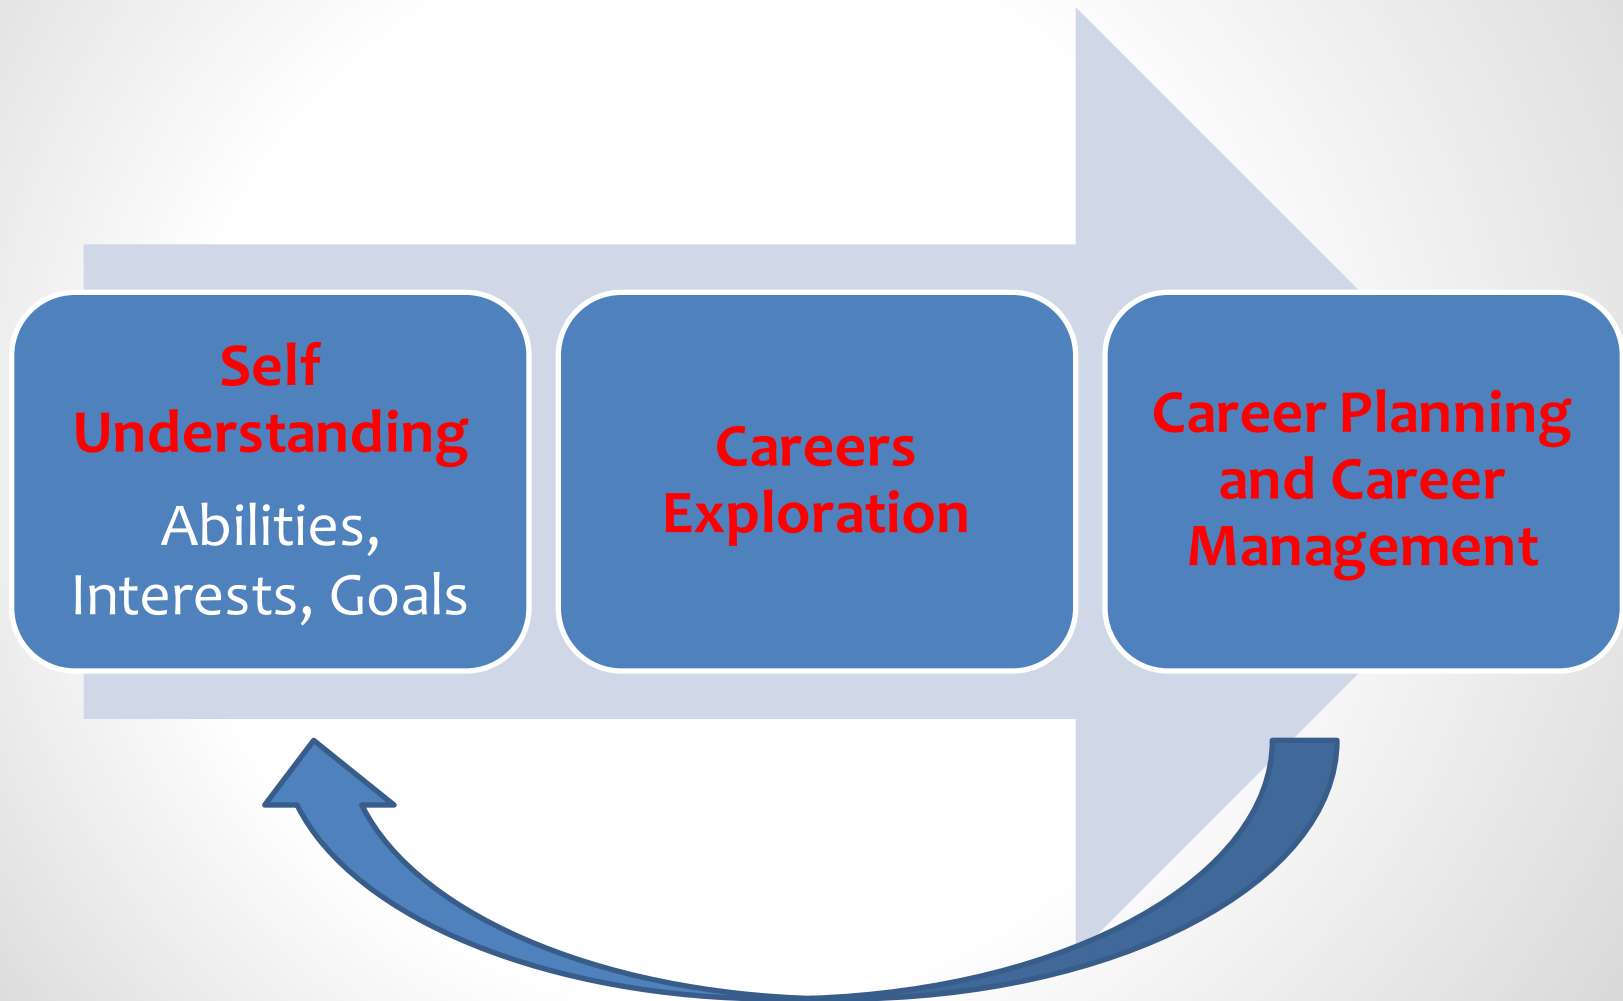 Self
Understanding
Abilities,
Interests, Goals
Careers
Exploration
Career Planning
and Career
Management